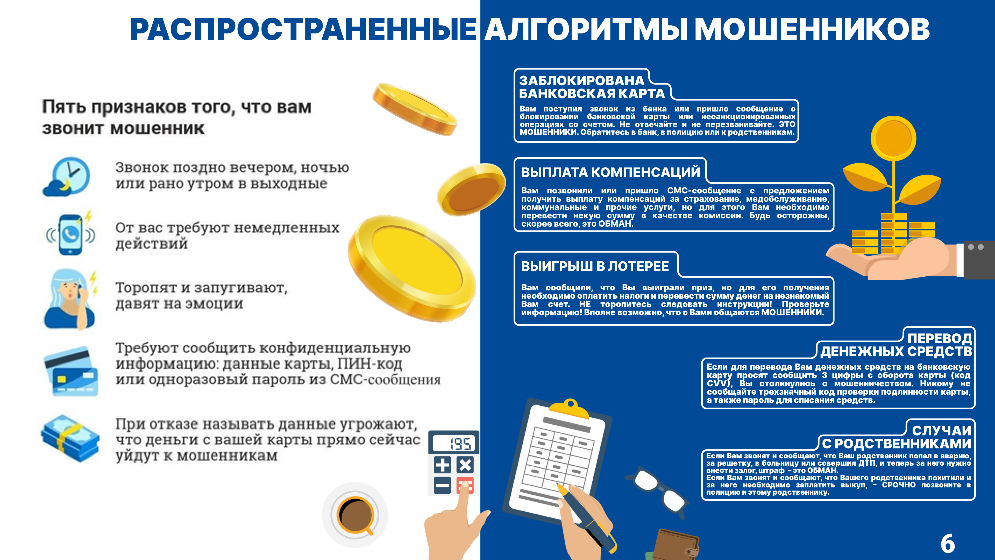 РАСПРОСТРАНЕННЫЕ АЛГОРИТМЫ МОШЕННИКОВ
Пять признаков того, что вам
звонит мошенник
Звонок поздно вечером, ночью
или рано утром в выходные
От вас требуют немедленных
действий
Торопят и запугивают,
давят на эмоции
Требуют сообщить конфиденциальную
информацию: данные карты, ПИН-код
или одноразовый пароль из СМС-сообщения
При отказе называть данные угрожают,
что деньги с вашей карты прямо сейчас
уйдут к мошенникам
195
ЗАБЛОКИРОВАНА
БАНКОВСКАЯ КАРТА
Вам поступил звонок из банка или пришло сообщение о
блокировании банковской карты или несанкционированных
операциях со счетом. Не отвечайте и не перезванивайте. ЭТО
МОШЕННИКИ. Обратитесь в банк, в полицию или к родственникам.
ВЫПЛАТА КОМПЕНСАЦИЙ
Вам позвонили или пришло СМС-сообщение с предложением
получить выплату компенсаций за страхование, медобслуживание,
коммунальные и прочие услуги, но для этого Вам необходимо
перевести некую сумму в качестве комиссии. Будь осторожны,
скорее всего, это ОБМАН.
ВЫИГРЫШ В ЛОТЕРЕЕ
Вам сообщили, что Вы выиграли приз, но для его получения
необходимо оплатить налоги и перевести сумму денег на незнакомый
Вам счет. НЕ торопитесь следовать инструкции! Проверьте
информацию! Вполне возможно, что с Вами общаются МОШЕННИКИ.
ПЕРЕВОД
ДЕНЕЖНЫХ СРЕДСТВ
Если для перевода Вам денежных средств на банковскую
карту просят сообщить 3 цифры с оборота карты (код
CVV), Вы столкнулись с мошенничеством. Никому не
сообщайте трехзначный код проверки подлинности карты,
а также пароль для списания средств.
СЛУЧАИ
С РОДСТВЕННИКАМИ
Если Вам звонят и сообщают, что Ваш родственник попал в аварию,
за решетку, в больницу или совершил ДТП, и теперь за него нужно
внести залог, штраф – это ОБМАН.
Если Вам звонят и сообщают, что Вашего родственника похитили и
за него необходимо заплатить выкуп, – СРОЧНО позвоните в
полицию и этому родственнику.
6